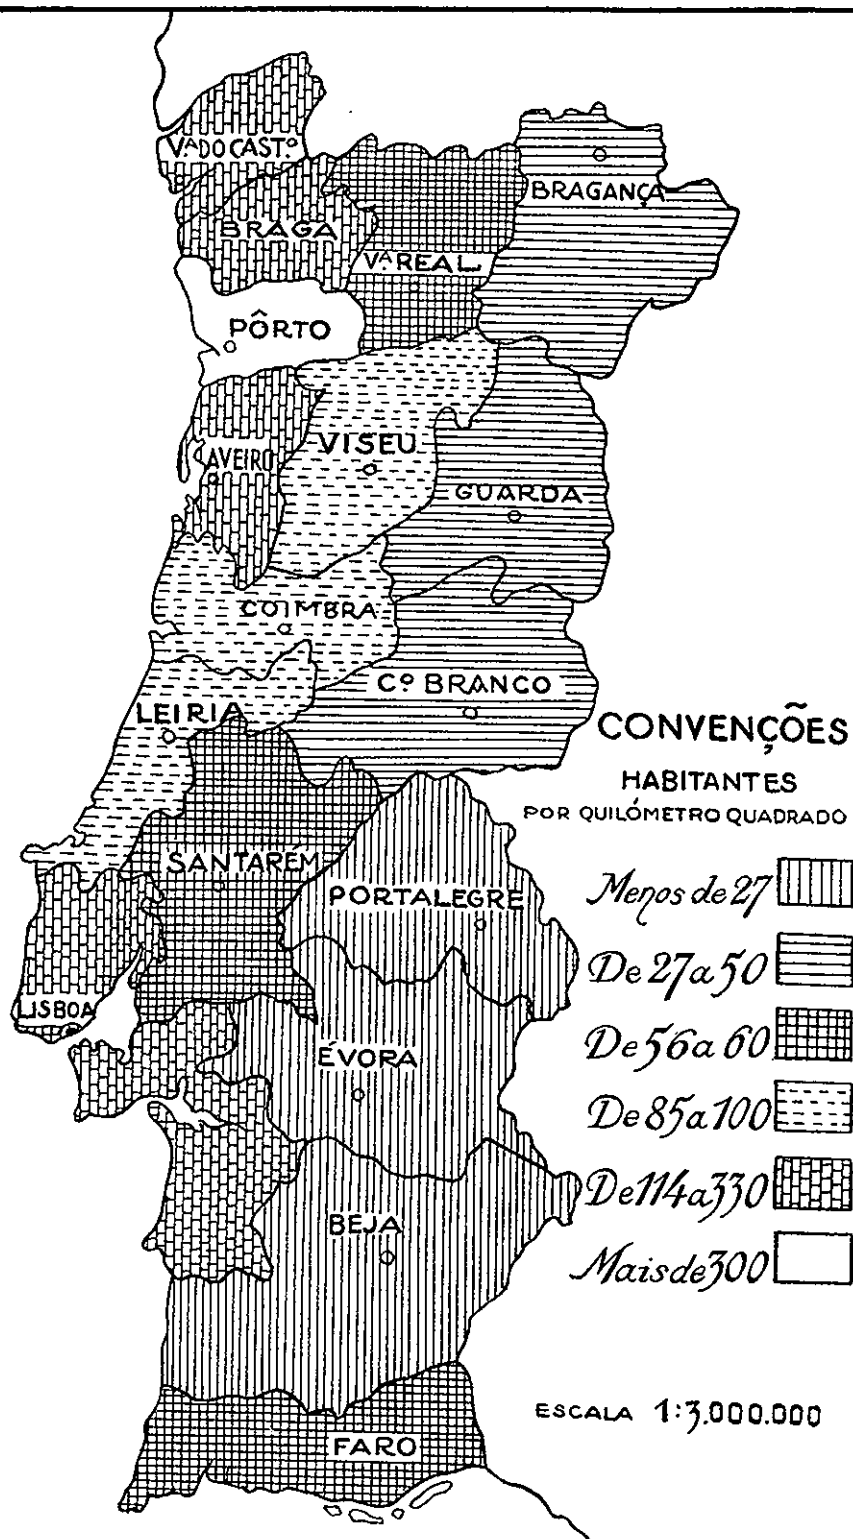 Vᴬ DO CAST.º
BRAGA
Vᴬ REAL
BRAGANÇA
PÔRTO
AVEIRO
VISEU
GUARDA
COIMBRA
Cº BRANCO
LEIRIA
SANTARÉM
PORTALEGRE
LISBOA
ÉVORA
BEJA
FARO
CONVENÇÕES
HABITANTES
POR QUILÓMETRO QUADRADO
Menos de 27
De 27 a 50
De 56 a 60
De 85 a 100
De 114 a 330
Mais de 300
ESCALA 1:3.000.000